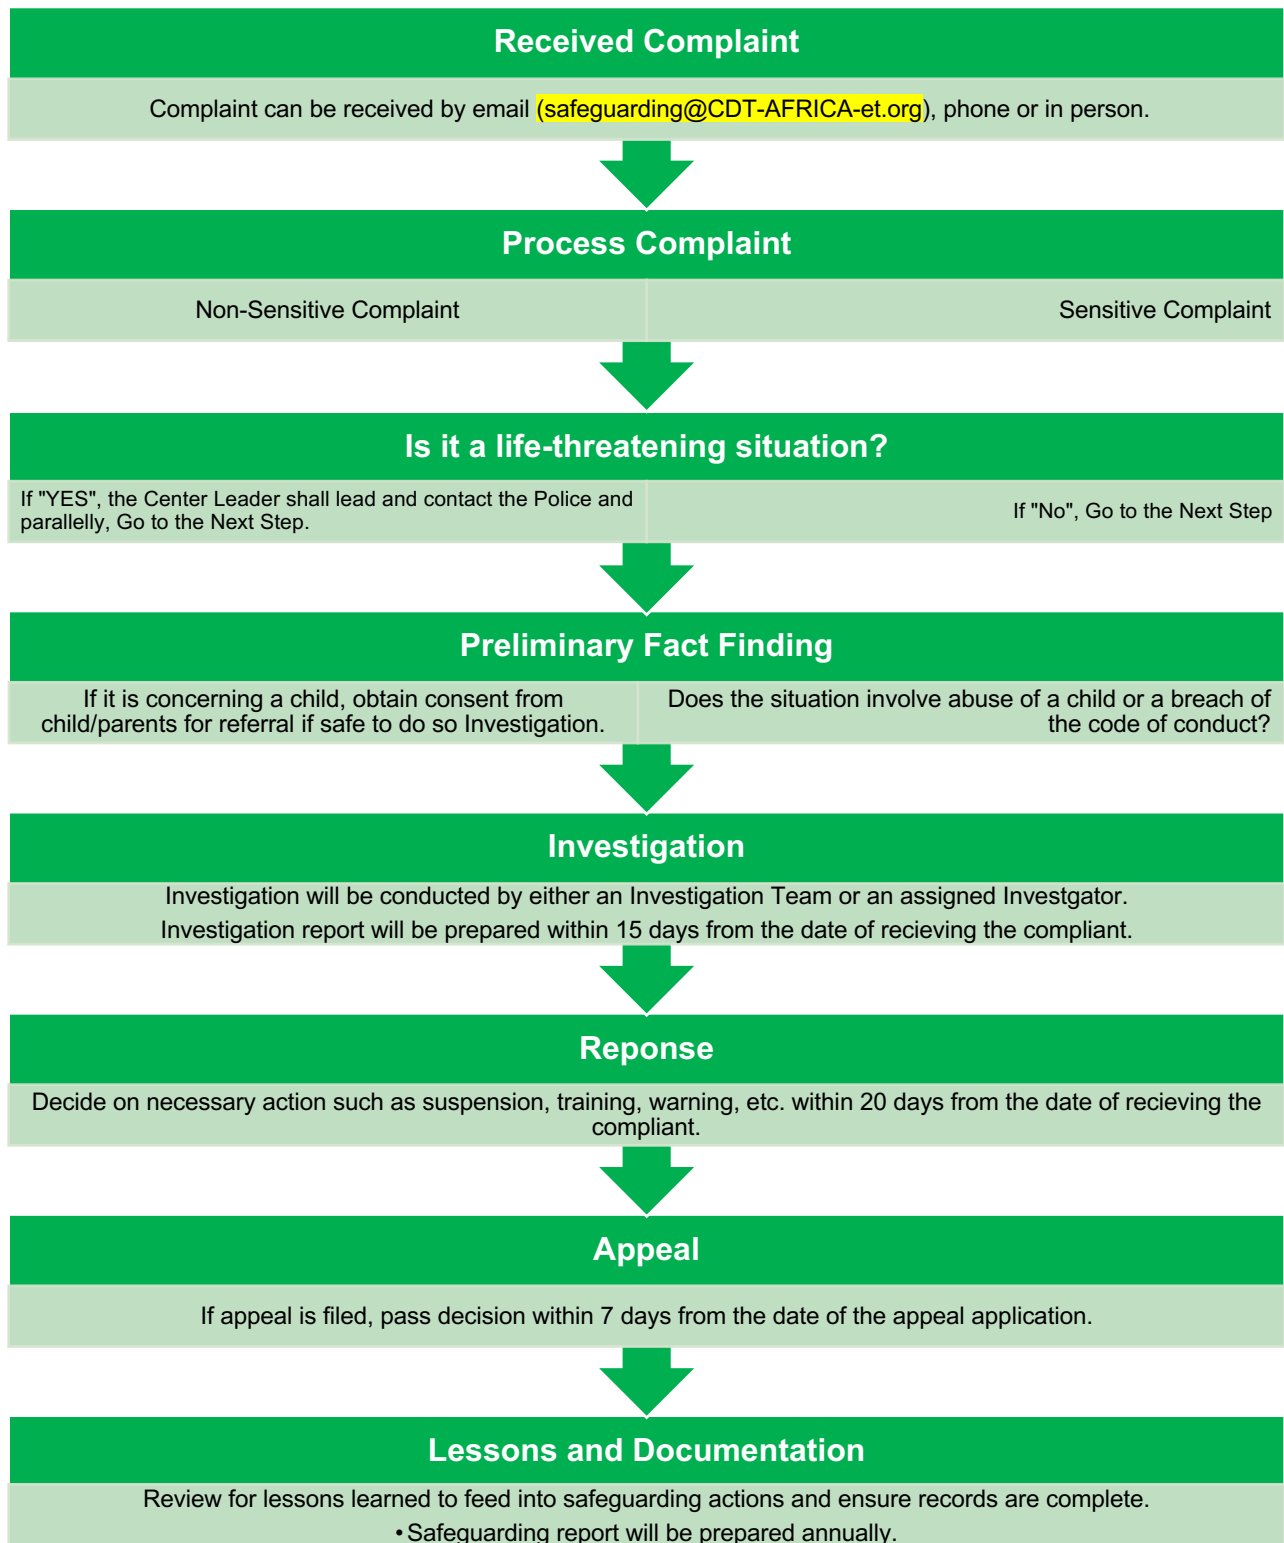 Received Complaint
Complaint can be received by email (safeguarding@CDT-AFRICA-et.org), phone or in person.
Process Complaint
Non-Sensitive Complaint
Sensitive Complaint
Is it a life-threatening situation?
If "YES", the Center Leader shall lead and contact the Police and
parallelly, Go to the Next Step.
If "No", Go to the Next Step
Preliminary Fact Finding
If it is concerning a child, obtain consent from
child/parents for referral if safe to do so Investigation.
Does the situation involve abuse of a child or a breach of
the code of conduct?
Investigation
Investigation will be conducted by either an Investigation Team or an assigned Investgator.
Investigation report will be prepared within 15 days from the date of recieving the compliant.
Reponse
Decide on necessary action such as suspension, training, warning, etc. within 20 days from the date of recieving the
compliant.
Appeal
If appeal is filed, pass decision within 7 days from the date of the appeal application.
Lessons and Documentation
Review for lessons learned to feed into safeguarding actions and ensure records are complete.
•Safeguarding report will be prepared annually.